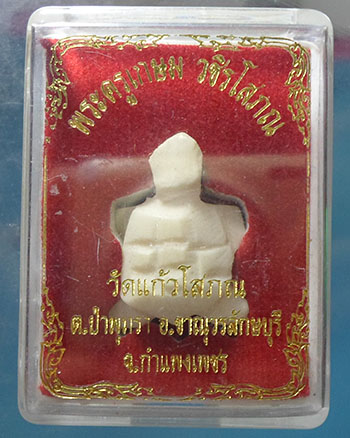 พระครูเกษม วชิรโสภณ
วัดแก้วโสภณ
ต.ป่าพุทรา อ.ขาณุวรลักษบุรี
จ.กำแพงเพชร